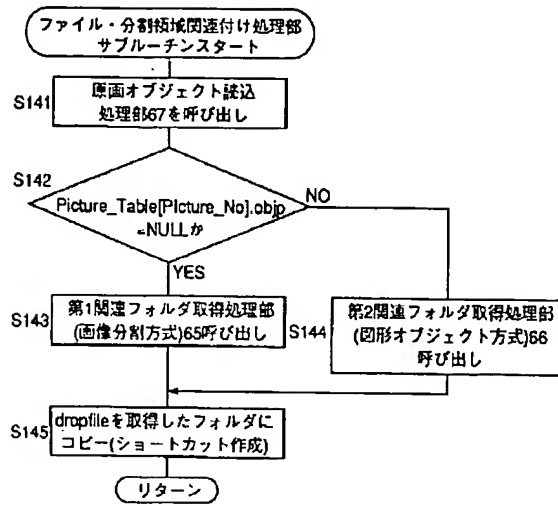 ファイル・分割領域関連付け処理部
サブルーチンスタート
S141
原画オブジェクト読込
処理部67を呼び出し
S142
Picture_Table[Picture_No].objp
=NULLか
NO
YES
S143
第1関連フォルダ取得処理部
(画像分割方式)65呼び出し
S144
第2関連フォルダ取得処理部
(図形オブジェクト方式)66
呼び出し
S145
dropfileを取得したフォルダに
コピー(ショートカット作成)
リターン